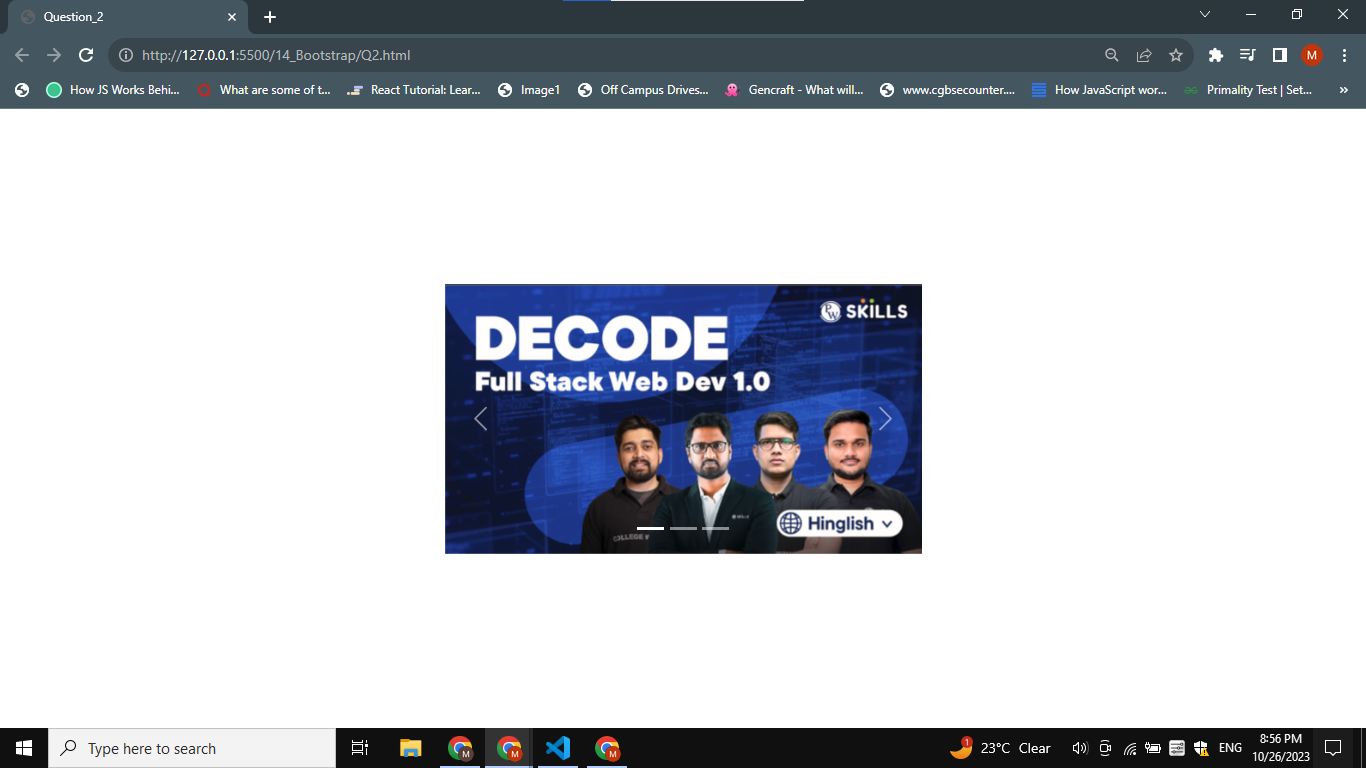 Question_2
http://127.0.0.1:5500/14_Bootstrap/Q2.html
M
How JS Works Behi...
What are some of t...
React Tutorial: Lear...
Image1
Off Campus Drives...
Gencraft - What will...
www.cgbsecounter....
How JavaScript wor...
Primality Test | Set...
»
PW SKILLS
DECODE
Full Stack Web Dev 1.0
SKILLS
Hinglish
Type here to search
M
M
M
1
23°C Clear
ENG
8:56 PM
10/26/2023